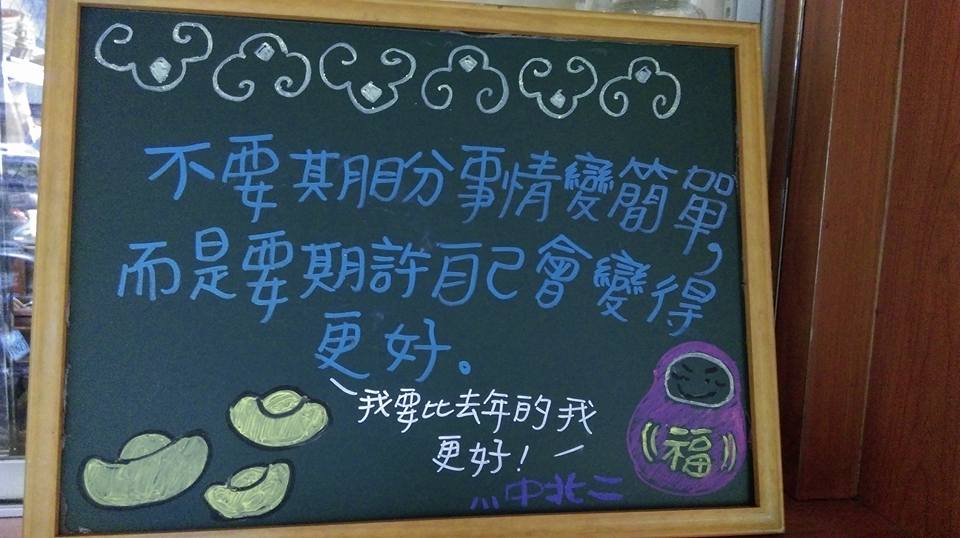 不要期盼事情變簡單,
而是要期許自己會變得
更好。
我要比去年的我
更好!
中北二
福